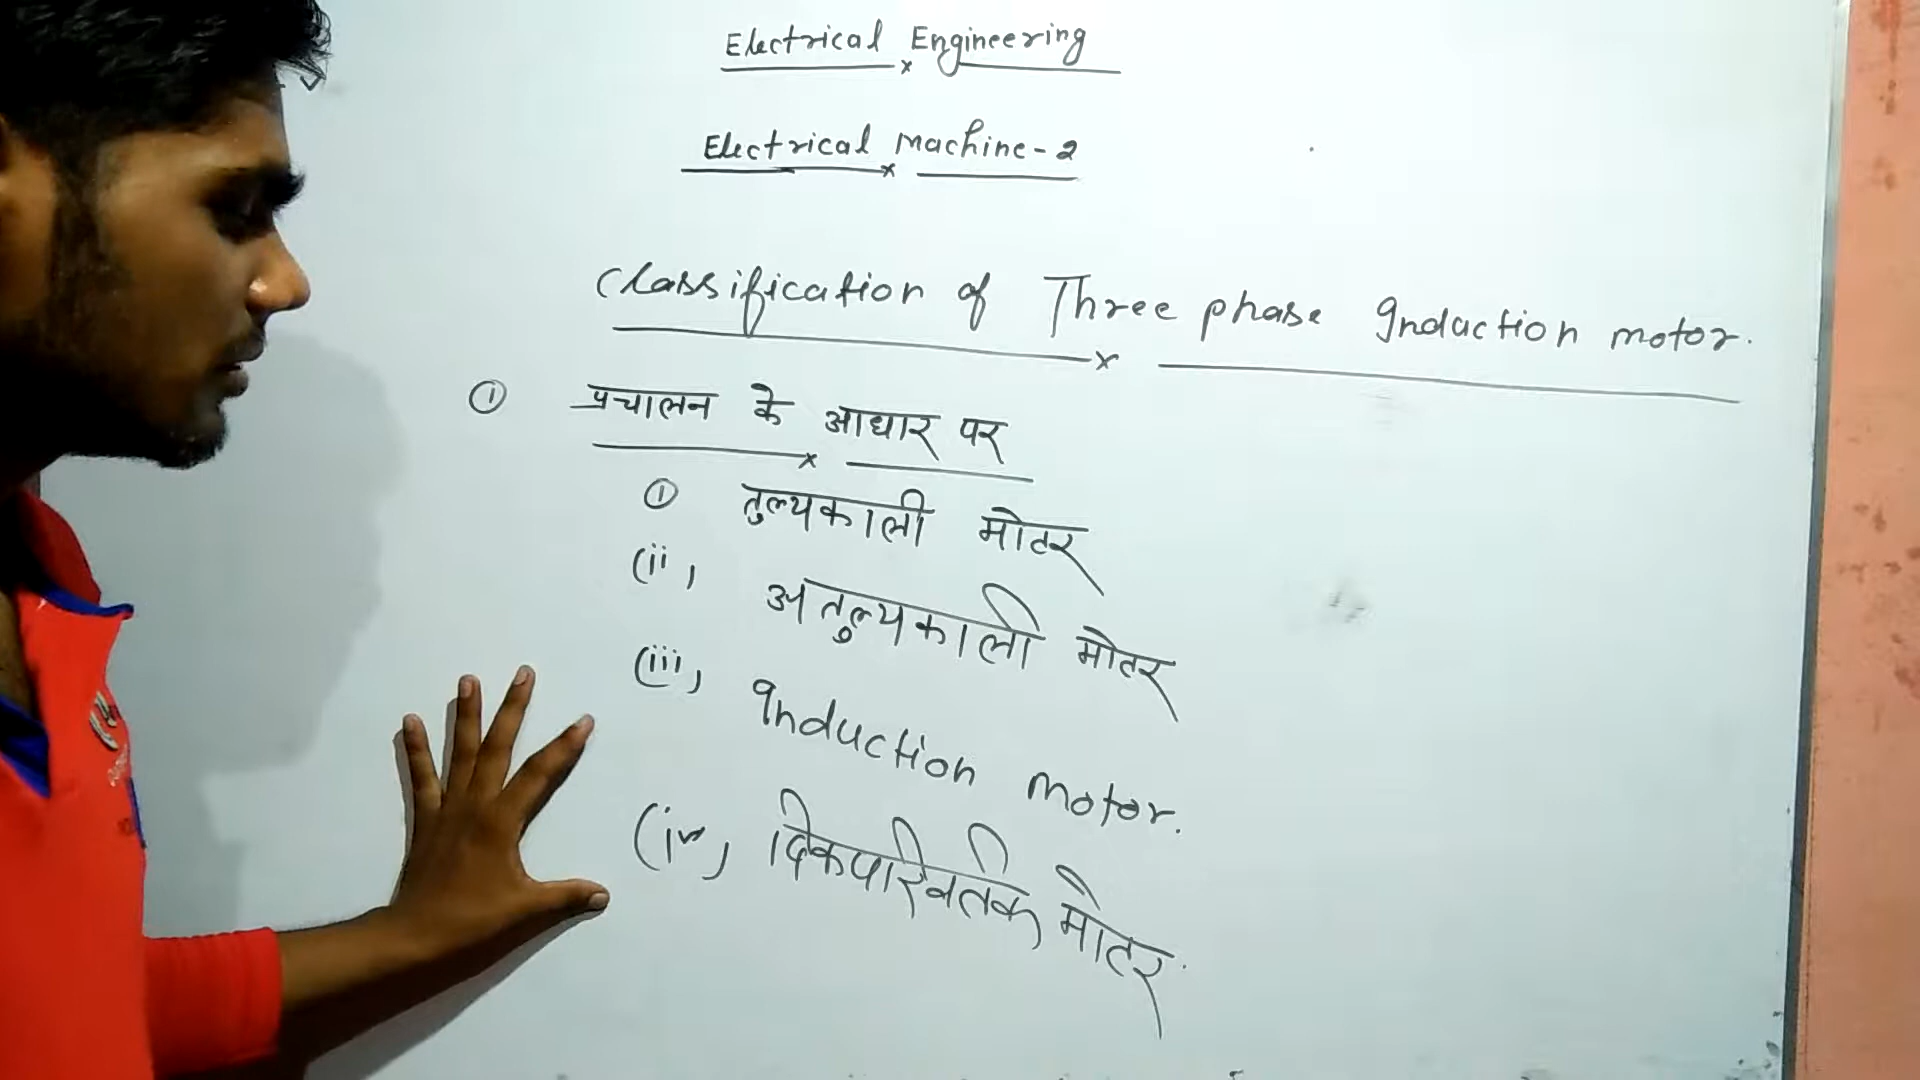 Electrical Engineering
Electrical Machine-2
Classification of Three phase Induction motor.
① प्रचालन के आधार पर
① तुल्यकाली मोटर
(ii) अतुल्यकाली मोटर
(iii) Induction Motor.
(iv) दिकपरिवर्तक मोटर